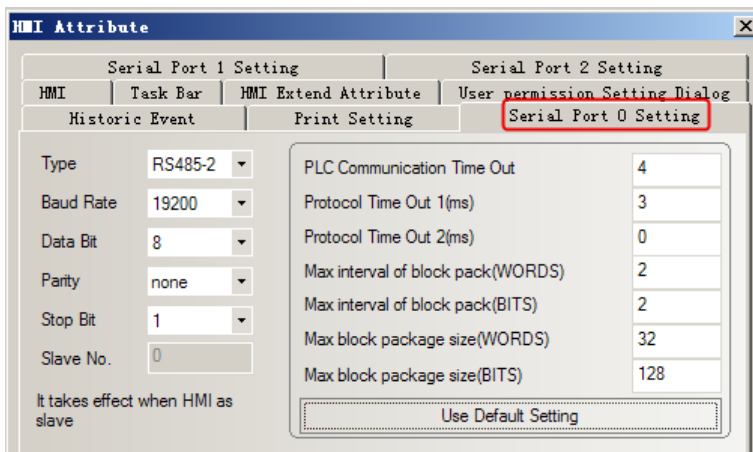 HMI Attribute
Serial Port 1 Setting
Serial Port 2 Setting
HMI
Task Bar
HMI Extend Attribute
User permission Setting Dialog
Historic Event
Print Setting
Serial Port 0 Setting
Type RS485-2
Baud Rate 19200
Data Bit 8
Parity none
Stop Bit 1
Slave No. 0
It takes effect when HMI as
slave
PLC Communication Time Out 4
Protocol Time Out 1(ms) 3
Protocol Time Out 2(ms) 0
Max interval of block pack(WORDS) 2
Max interval of block pack(BITS) 2
Max block package size(WORDS) 32
Max block package size(BITS) 128
Use Default Setting